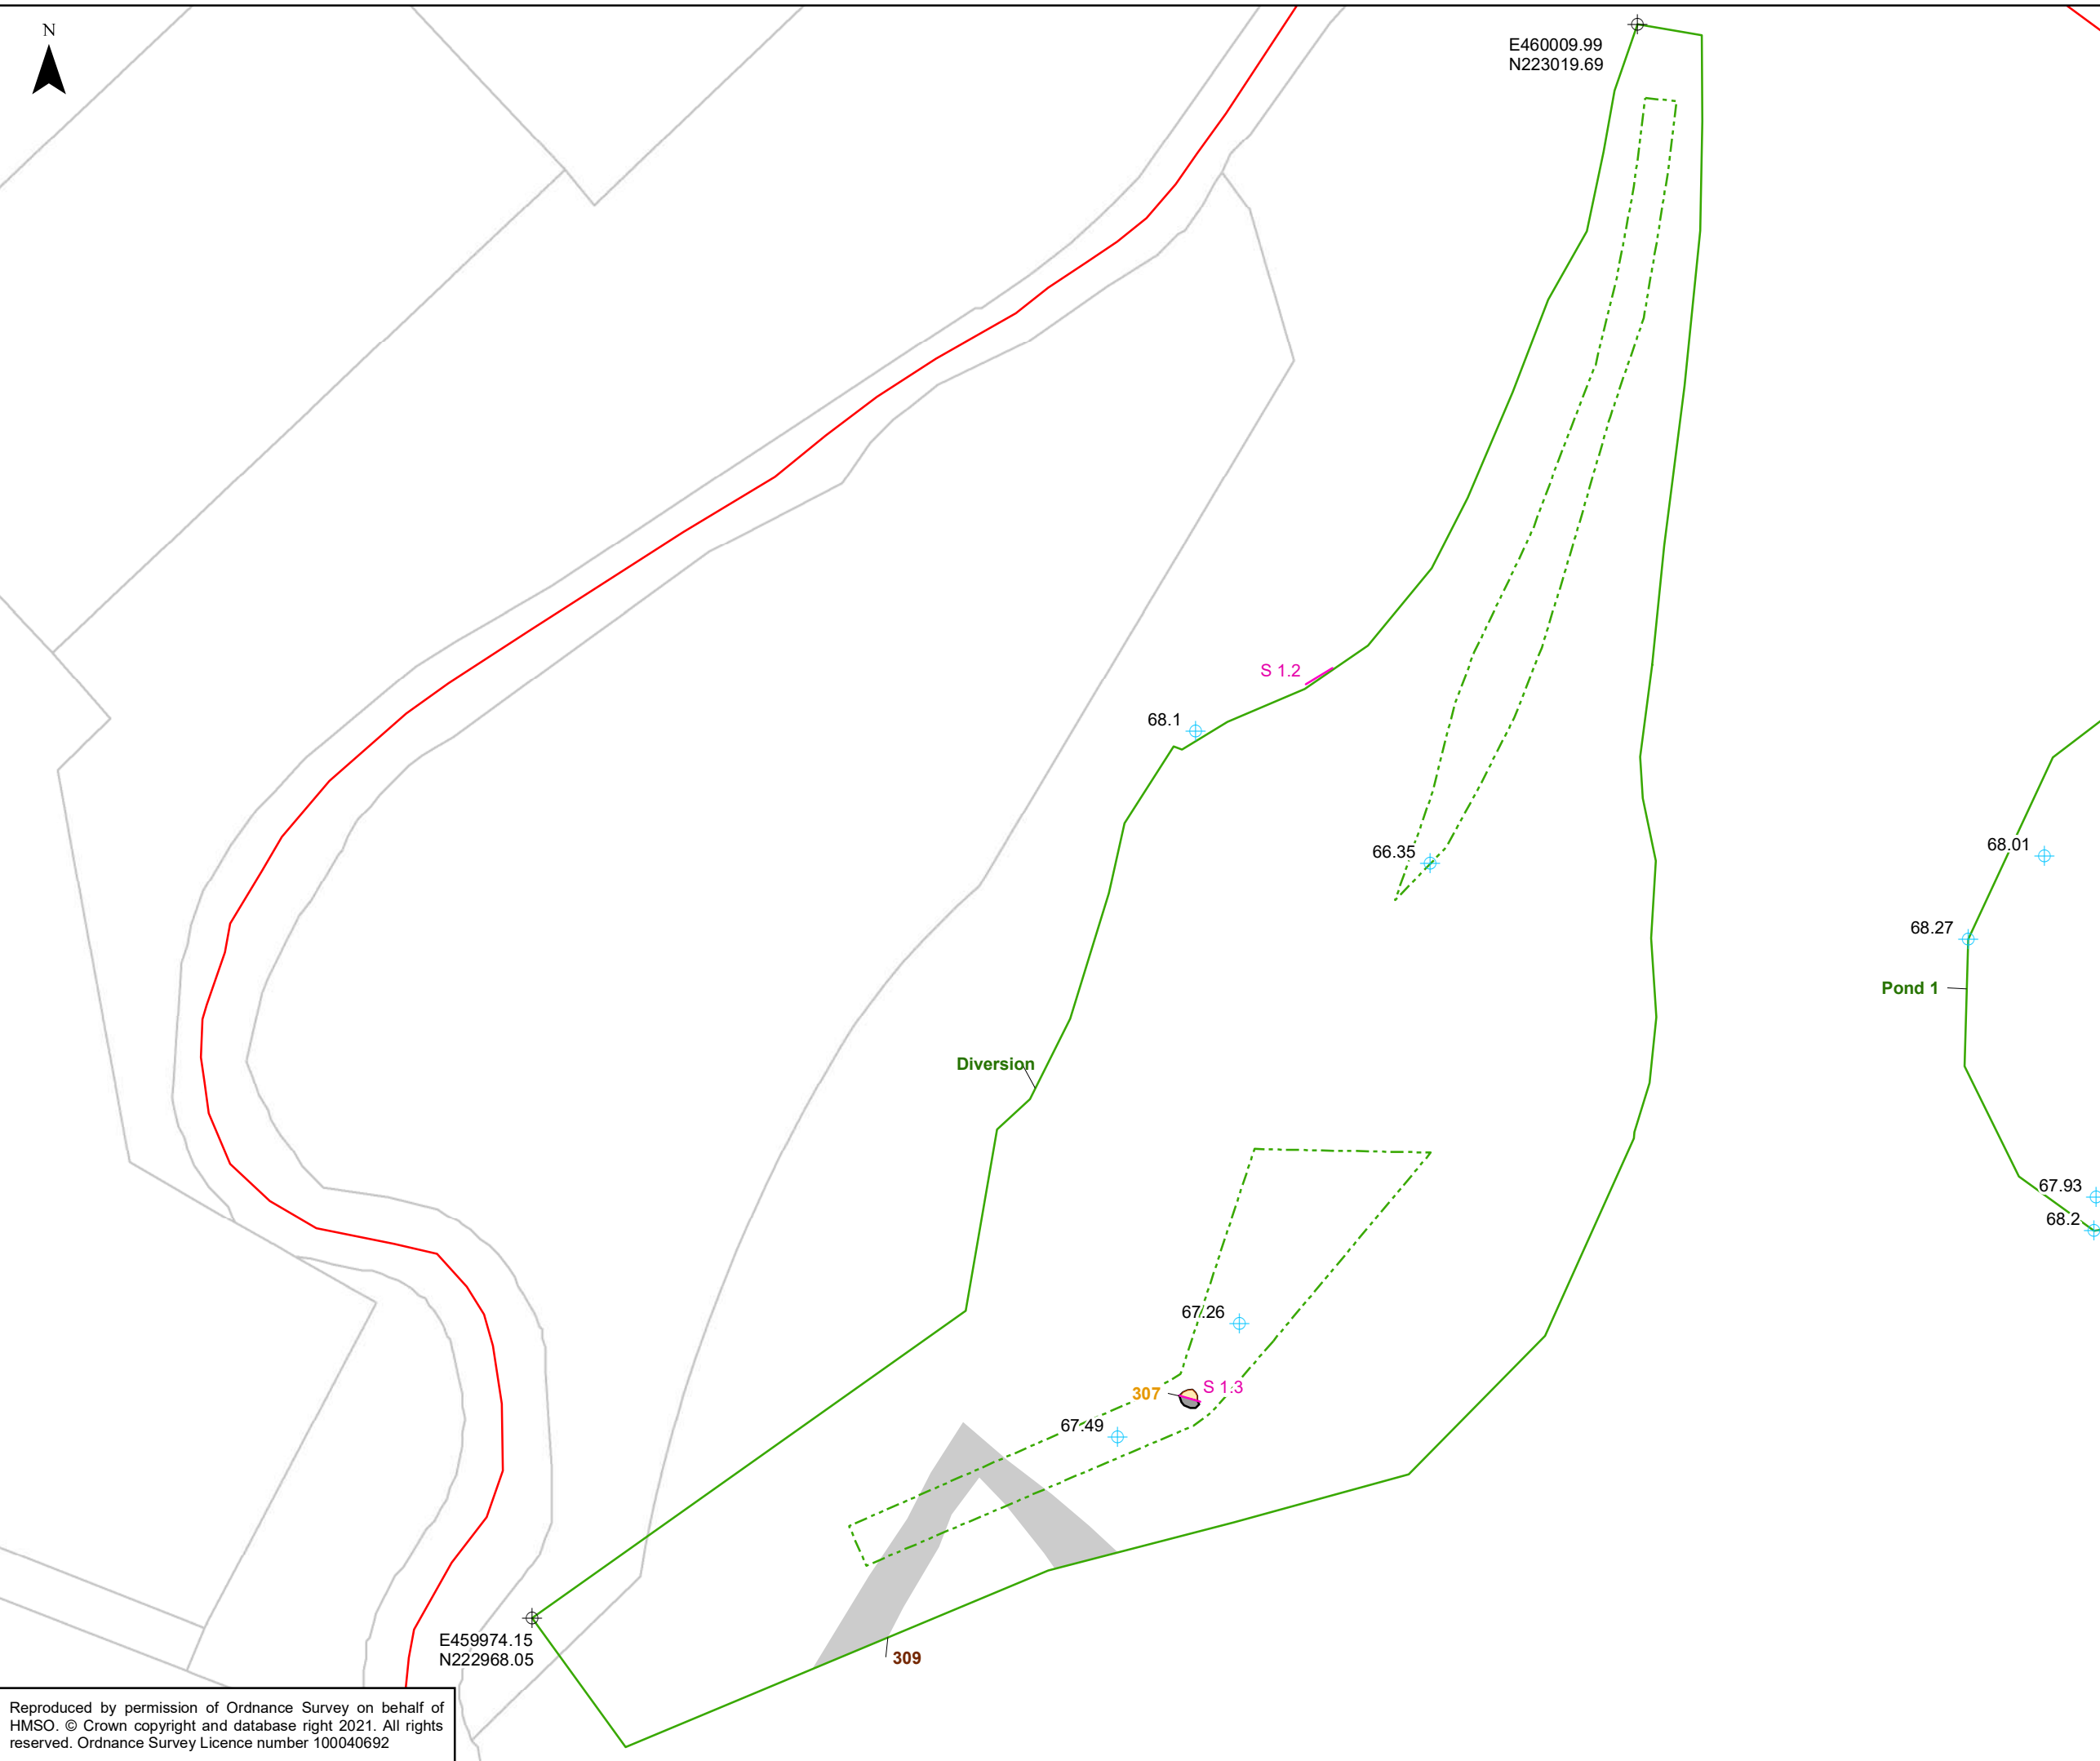 N
E460009.99
N223019.69
S 1.2
68.1
66.35
68.01
68.27
Pond 1
Diversion
67.93
68.2
67.26
307
S 1.3
67.49
E459974.15
N222968.05
309
Reproduced by permission of Ordnance Survey on behalf of
HMSO. © Crown copyright and database right 2021. All rights
reserved. Ordnance Survey Licence number 100040692